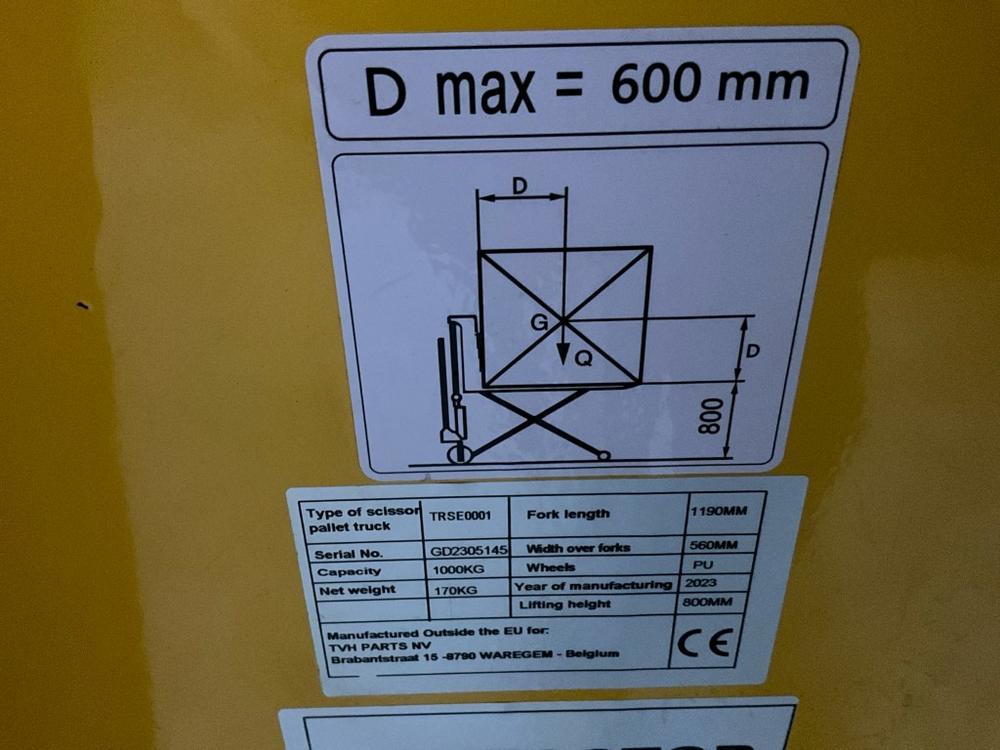 D max = 600 mm
D
G
Q
D
800
Type of scissor pallet truck TRSE0001 Fork length 1190MM
Serial No. GD2305145 Width over forks 560MM
Capacity 1000KG Wheels PU
Net weight 170KG Year of manufacturing 2023
Lifting height 800MM
Manufactured Outside the EU for:
TVH PARTS NV
Brabantstraat 15 -8790 WAREGEM - Belgium
CE